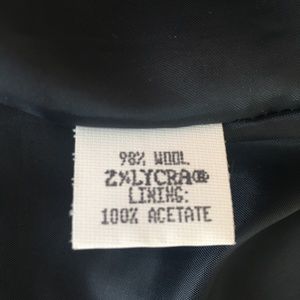 98% WOOL
2%LYCRA®
LINING:
100% ACETATE